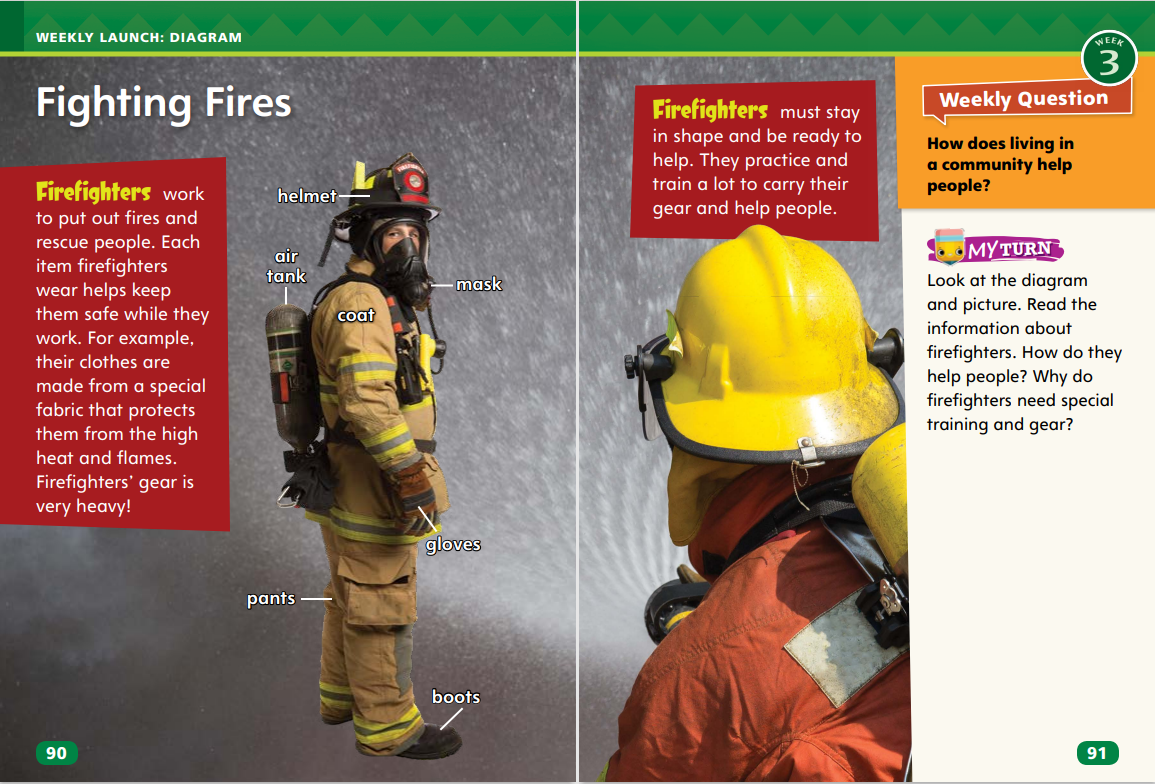 WEEKLY LAUNCH: DIAGRAM
Fighting Fires
Firefighters work
to put out fires and
rescue people. Each
item firefighters
wear helps keep
them safe while they
work. For example,
their clothes are
made from a special
fabric that protects
them from the high
heat and flames.
Firefighters’ gear is
very heavy!
helmet
air
tank
mask
coat
gloves
pants
boots
90
Firefighters must stay
in shape and be ready to
help. They practice and
train a lot to carry their
gear and help people.
WEEK
3
Weekly Question
How does living in
a community help
people?
MY TURN
Look at the diagram
and picture. Read the
information about
firefighters. How do they
help people? Why do
firefighters need special
training and gear?
91